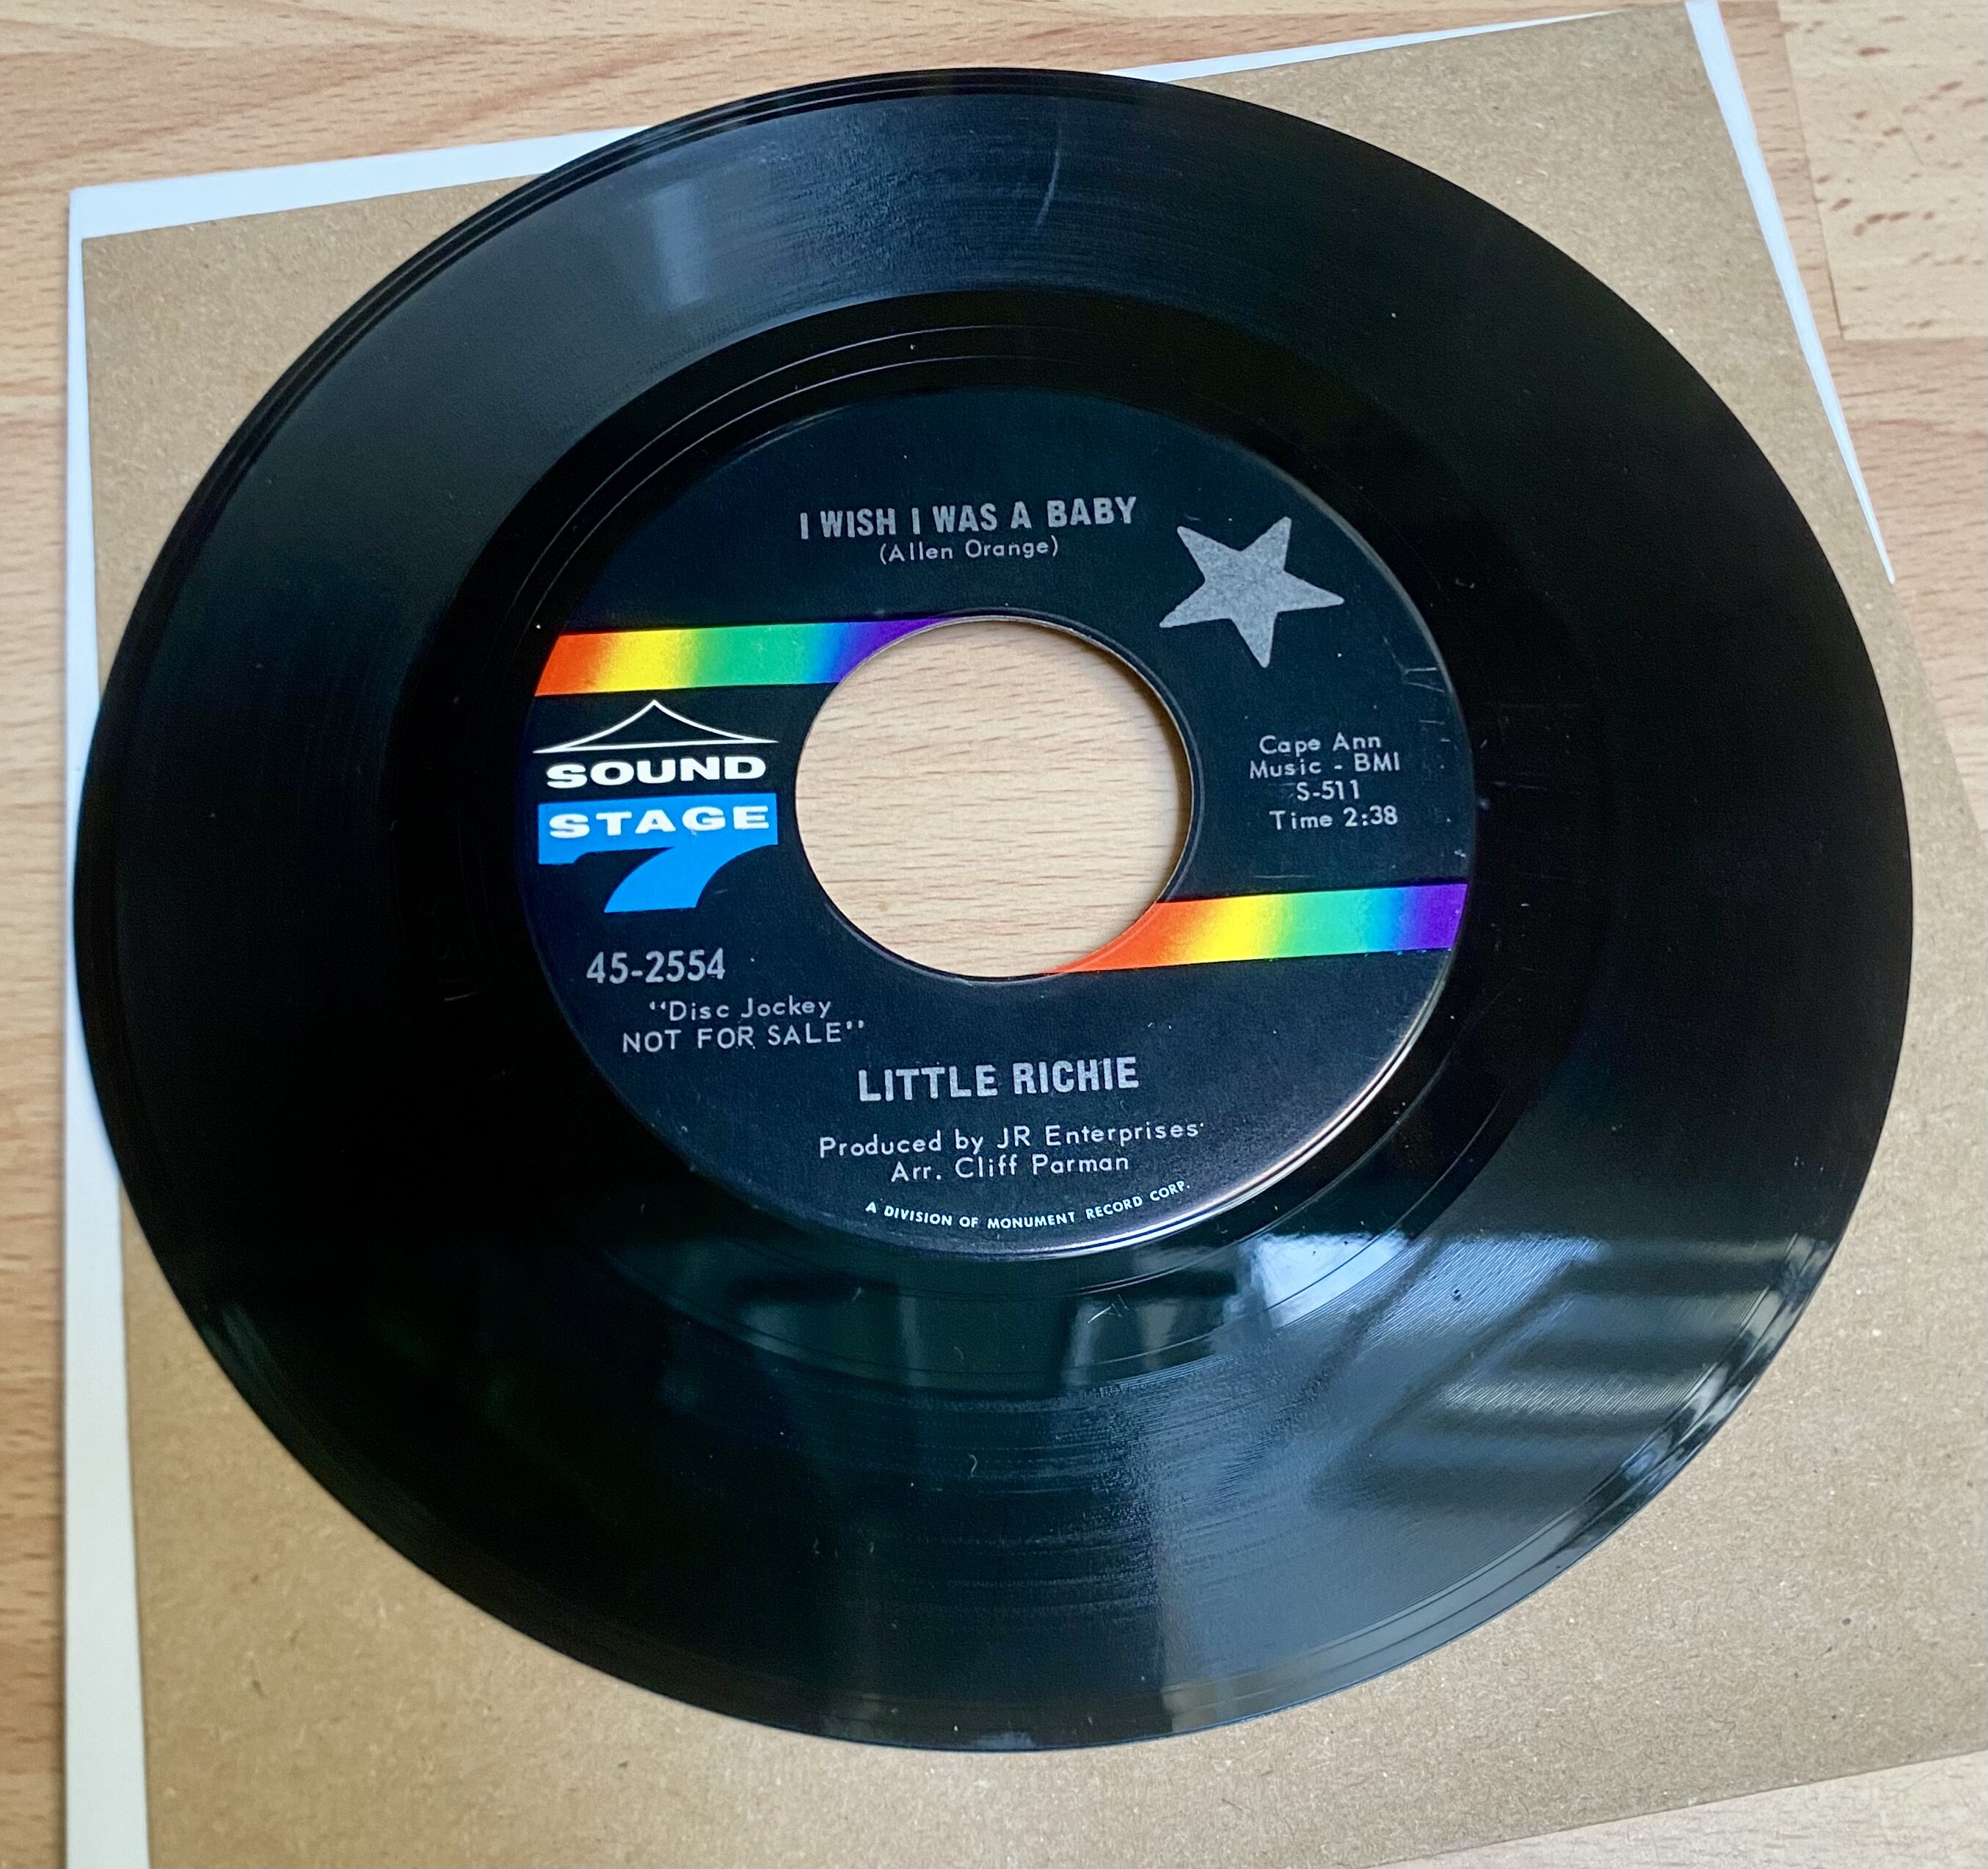 I WISH I WAS A BABY
(Allen Orange)
SOUND
STAGE
7
Cape Ann
Music - BMI
S-511
Time 2:38
45-2554
"Disc Jockey
NOT FOR SALE"
LITTLE RICHIE
Produced by JR Enterprises
Arr. Cliff Parman
A DIVISION OF MONUMENT RECORD CORP.